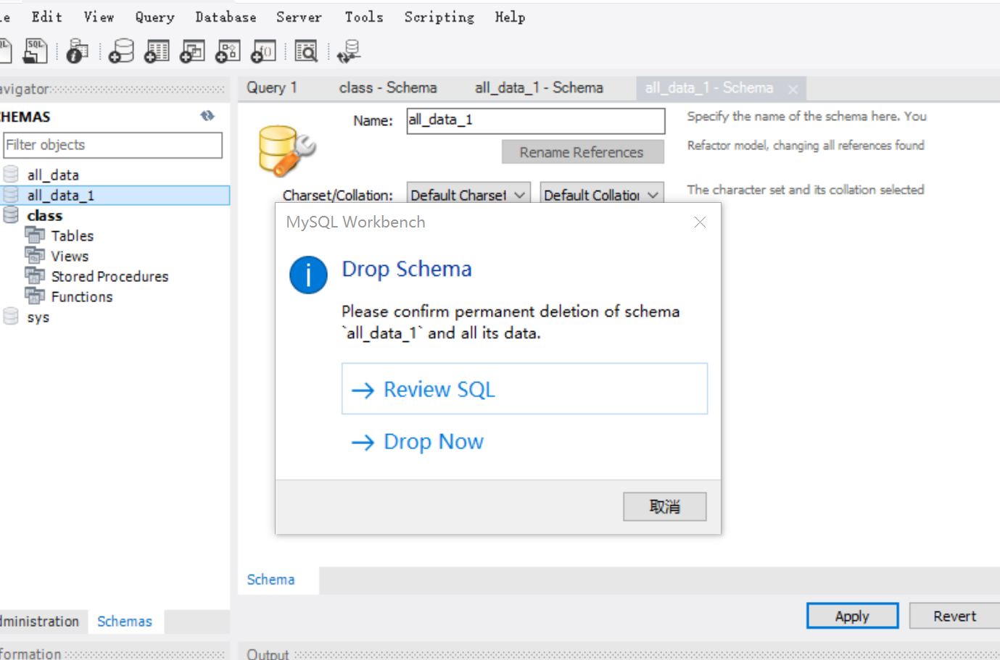 le Edit View Query Database Server Tools Scripting Help
SQL
avigator
Query 1 class - Schema all_data_1 - Schema all_data_1 - Schema
HEMAS
Filter objects
all_data
all_data_1
class
Tables
Views
Stored Procedures
Functions
sys
Name: all_data_1
Specify the name of the schema here. You
Rename References
Refactor model, changing all references found
Charset/Collation: Default Charset Default Collation
The character set and its collation selected
MySQL Workbench
Drop Schema
Please confirm permanent deletion of schema
`all_data_1` and all its data.
Review SQL
Drop Now
取消
Schema
Apply Revert
dministration Schemas
formation
Output